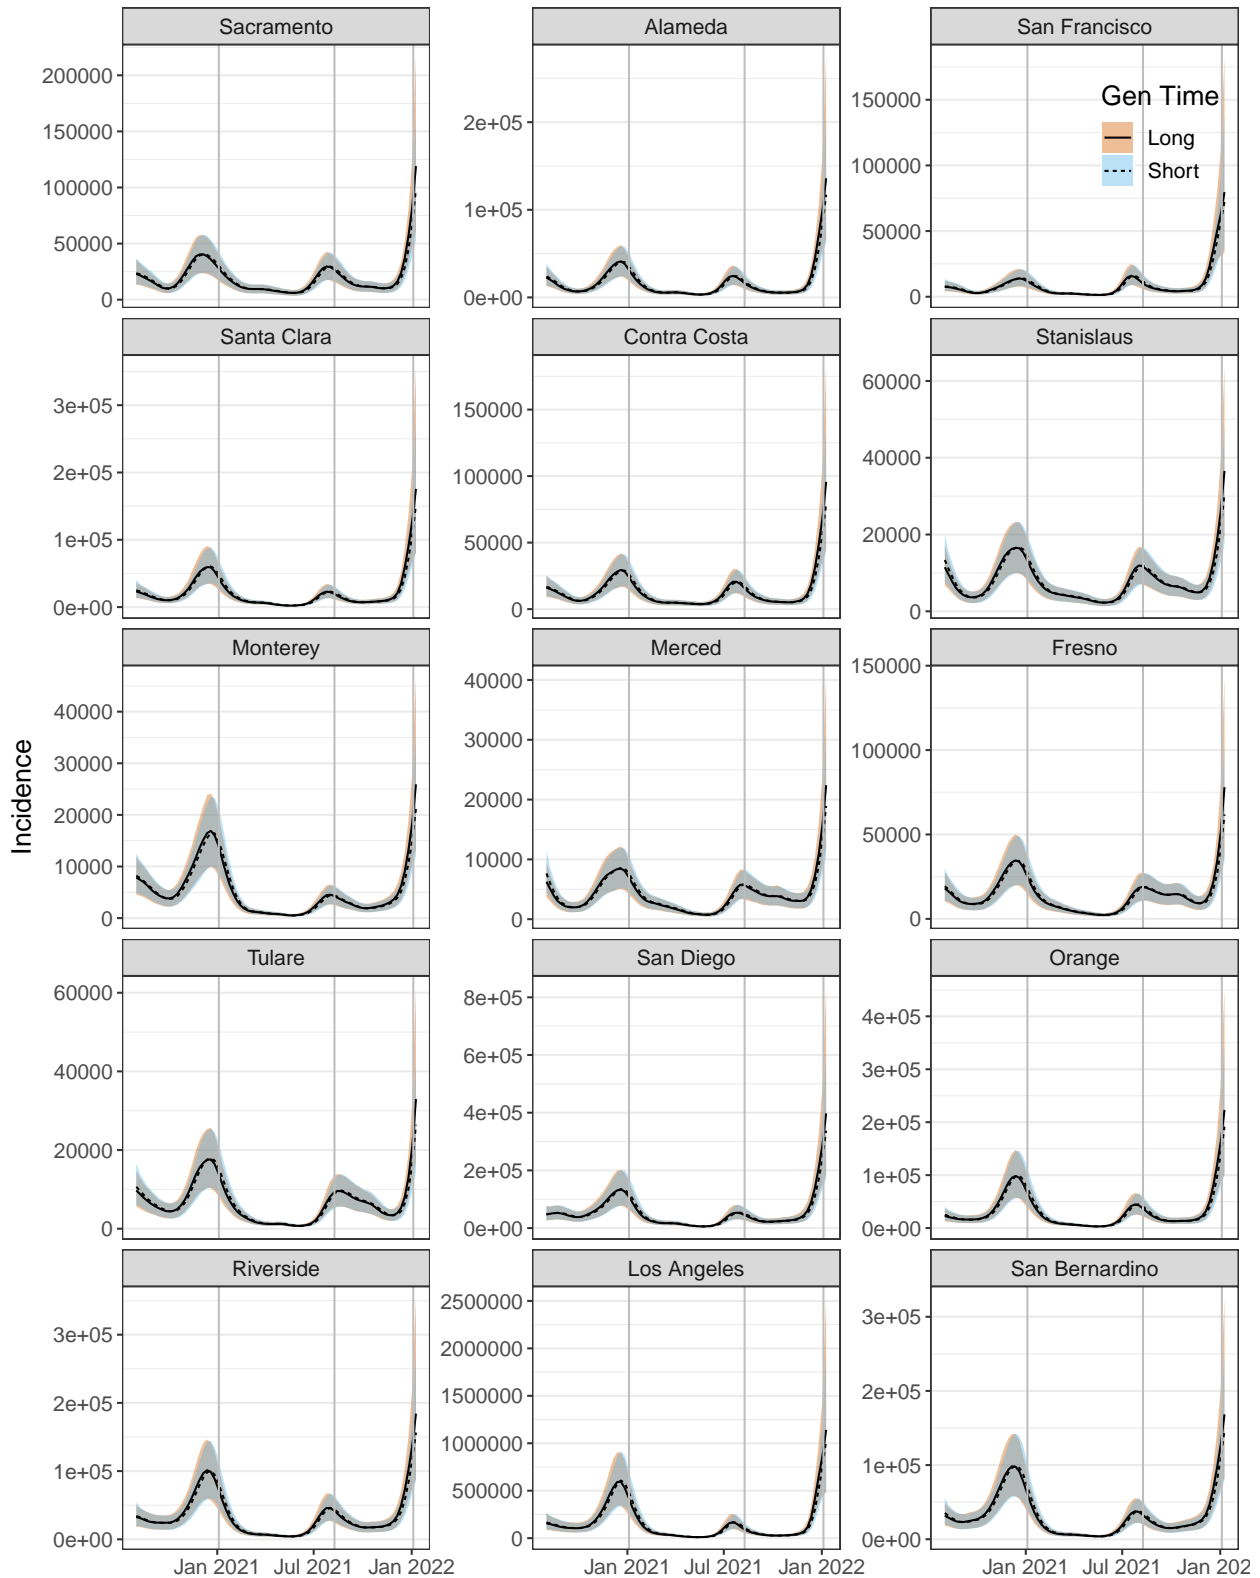 Sacramento
Alameda
San Francisco
200000
150000
100000
50000
0
2e+05
1e+05
0e+00
150000
100000
50000
0
Gen Time
Long
Short
Santa Clara
Contra Costa
Stanislaus
3e+05
2e+05
1e+05
0e+00
150000
100000
50000
0
60000
40000
20000
0
Monterey
Merced
Fresno
40000
30000
20000
10000
0
40000
30000
20000
10000
0
150000
100000
50000
0
Incidence
Tulare
San Diego
Orange
60000
40000
20000
0
8e+05
6e+05
4e+05
2e+05
0e+00
4e+05
3e+05
2e+05
1e+05
0e+00
Riverside
Los Angeles
San Bernardino
3e+05
2e+05
1e+05
0e+00
2500000
2000000
1500000
1000000
500000
0
3e+05
2e+05
1e+05
0e+00
Jan 2021 Jul 2021 Jan 2022
Jan 2021 Jul 2021 Jan 2022
Jan 2021 Jul 2021 Jan 202